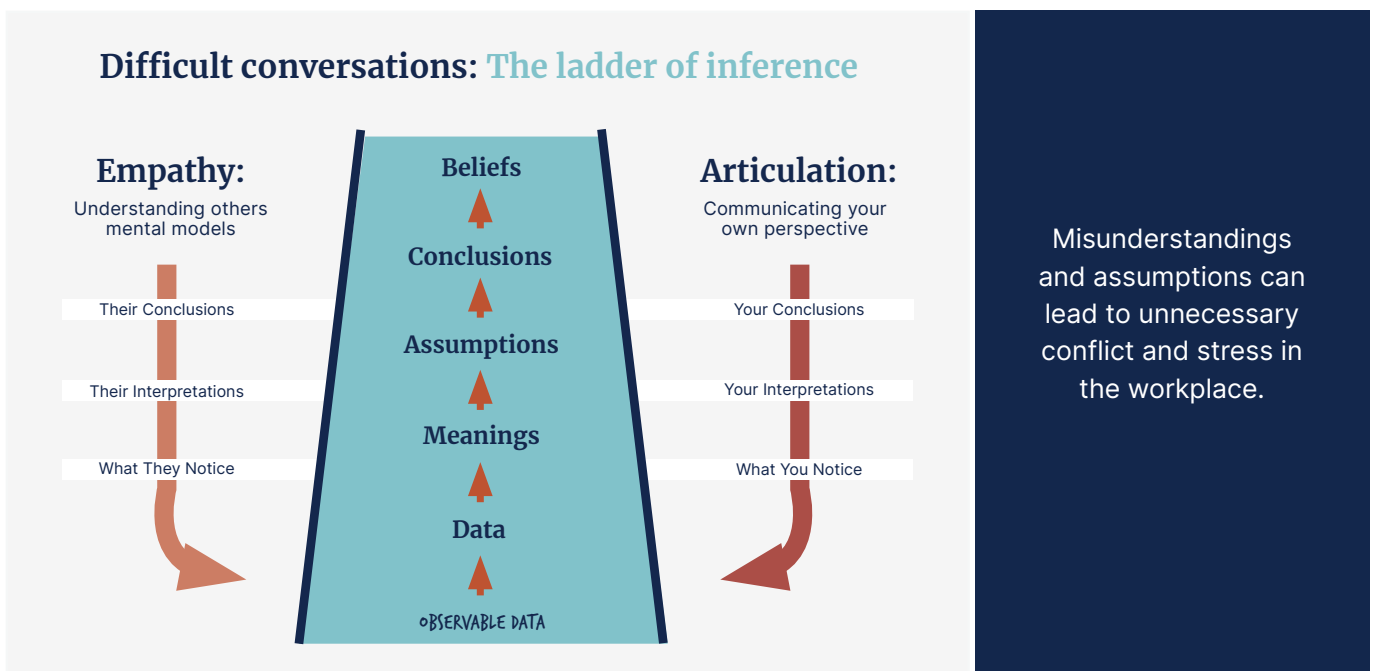 Difficult conversations: The ladder of inference
Empathy:
Understanding others
mental models
Their Conclusions
Their Interpretations
What They Notice
Beliefs
Conclusions
Assumptions
Meanings
Data
OBSERVABLE DATA
Articulation:
Communicating your
own perspective
Your Conclusions
Your Interpretations
What You Notice
Misunderstandings
and assumptions can
lead to unnecessary
conflict and stress in
the workplace.